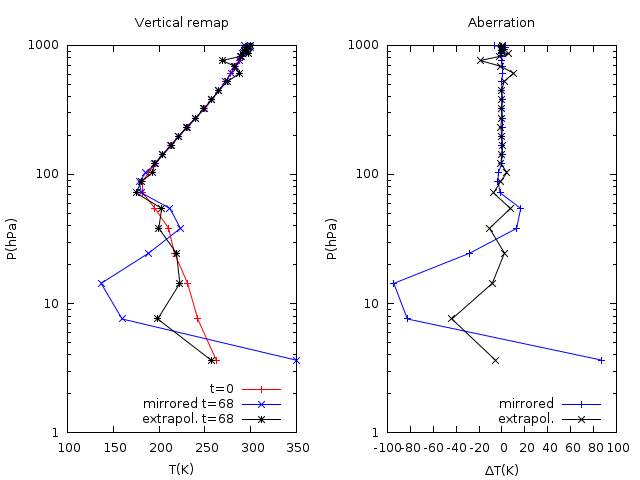 Vertical remap
1000
100
10
1
P(hPa)
t=0
mirrored t=68
extrapol. t=68
100 150 200 250 300 350
T(K)
Aberration
1000
100
10
1
P(hPa)
mirrored
extrapol.
-100 -80 -60 -40 -20 0 20 40 60 80 100
ΔT(K)